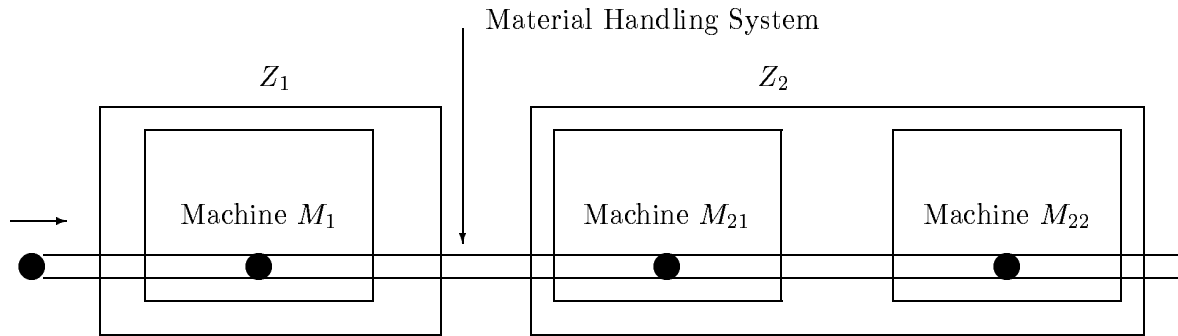 Material Handling System
Z₁
Z₂
Machine M₁
Machine M₂₁
Machine M₂₂